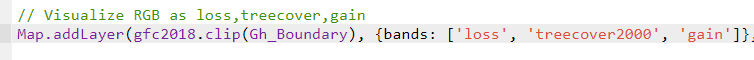 // Visualize RGB as loss,treecover,gain
Map.addLayer(gfc2018.clip(Gh_Boundary), {bands: ['loss', 'treecover2000', 'gain']},